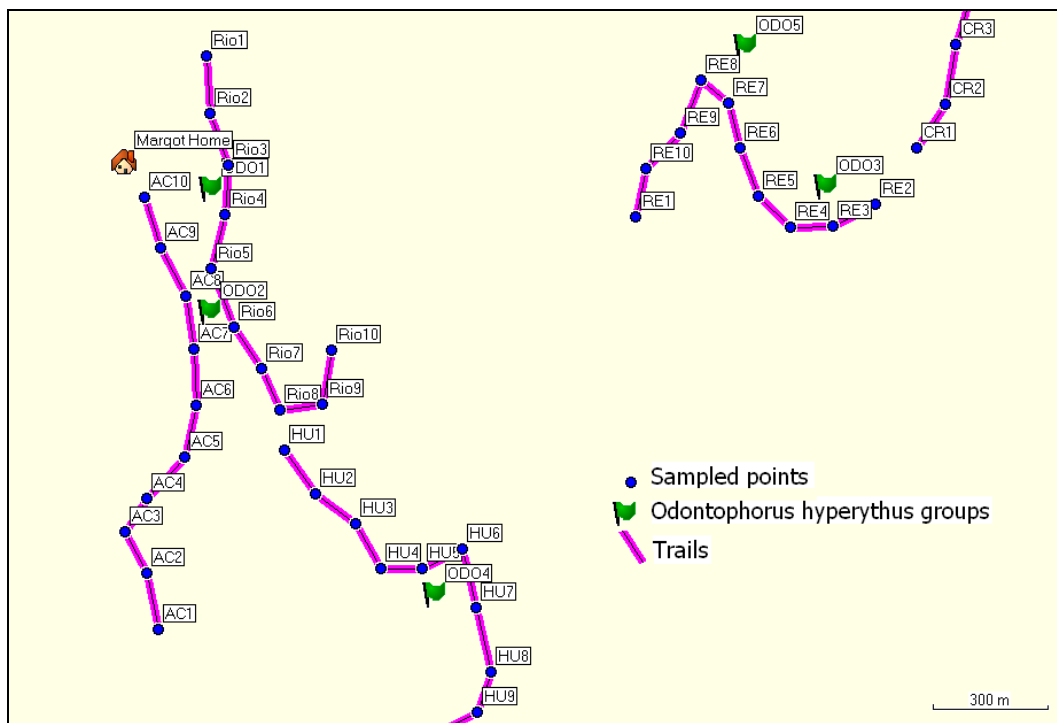 Rio1
Rio2
Margot Home
Rio3
ODO1
AC10
Rio4
AC9
Rio5
AC8
ODO2
Rio6
AC7
Rio7
Rio10
AC6
Rio8
Rio9
AC5
HU1
AC4
HU2
AC3
HU3
AC2
HU4
HU5
HU6
ODO4
HU7
AC1
HU8
HU9
ODO5
RE8
RE7
RE9
RE6
RE10
RE5
ODO3
RE1
RE4
RE3
RE2
CR3
CR2
CR1
Sampled points
Odontophorus hyperythus groups
Trails
300 m